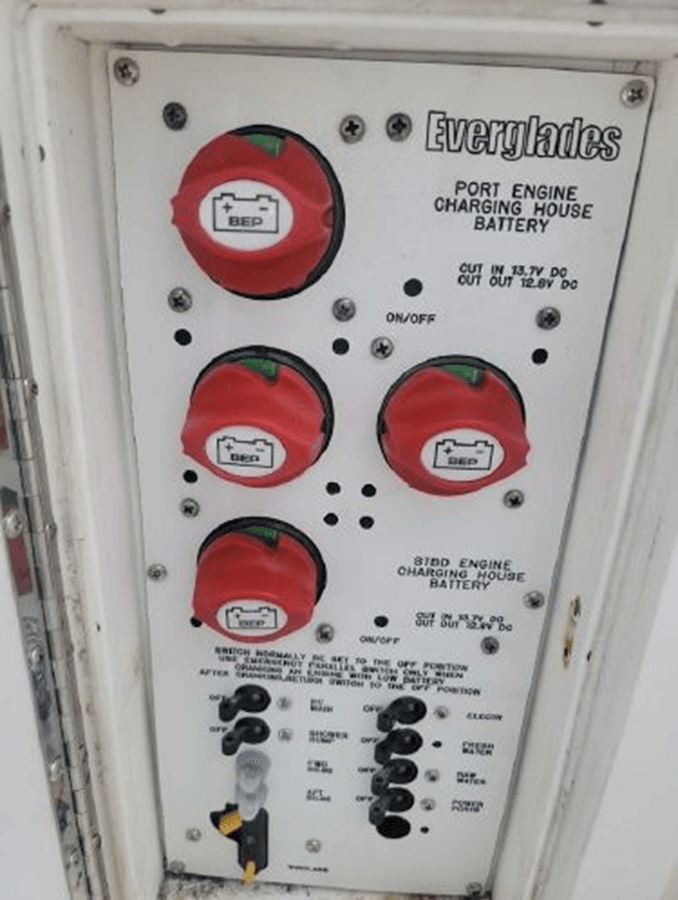 Everglades
PORT ENGINE
CHARGING HOUSE
BATTERY
CUT IN 13.7V DC
CUT OUT 12.8V DC
ON/OFF
BEP
BEP
BEP
STBD ENGINE
CHARGING HOUSE
BATTERY
CUT IN 13.7V DC
CUT OUT 12.8V DC
ON/OFF
BEP
SWITCH NORMALLY BE SET TO THE OFF POSITION
USE EMERGENCY PARALLEL SWITCH ONLY WHEN
CRANKING AN ENGINE WITH LOW BATTERY
AFTER CRANKING, RETURN SWITCH TO THE OFF POSITION
OFF
MAIN
OFF
SHOWER
PUMP
FWD
BILGE
AFT
BILGE
OFF
OFF
FRESH
WATER
OFF
RAW
WATER
OFF
POWER
PORTS
WINDLASS